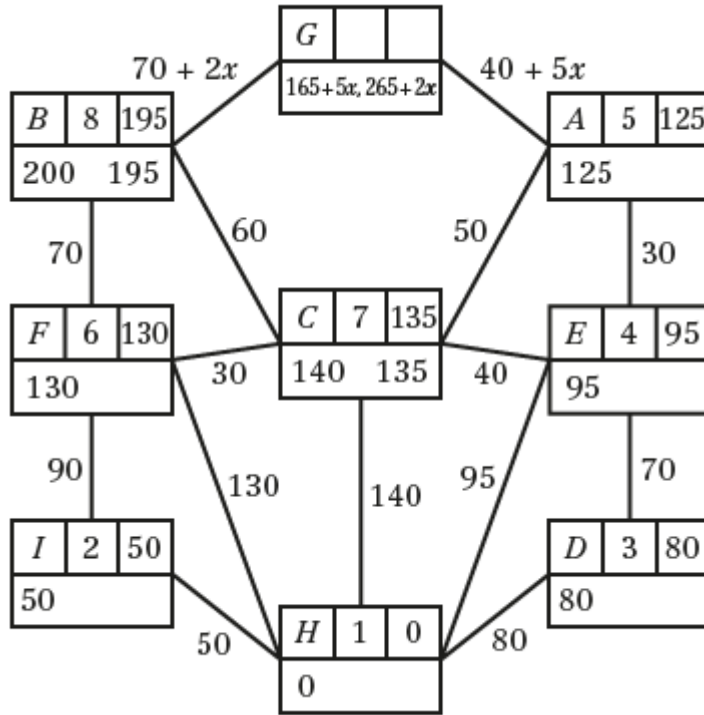 G
70 + 2x
40 + 5x
165+5x, 265+2x
B 8 195
A 5 125
200 195
125
60
50
70
30
C 7 135
F 6 130
E 4 95
30
140 135
40
130
95
90
130
140
95
70
I 2 50
D 3 80
50
80
H 1 0
50
80
0